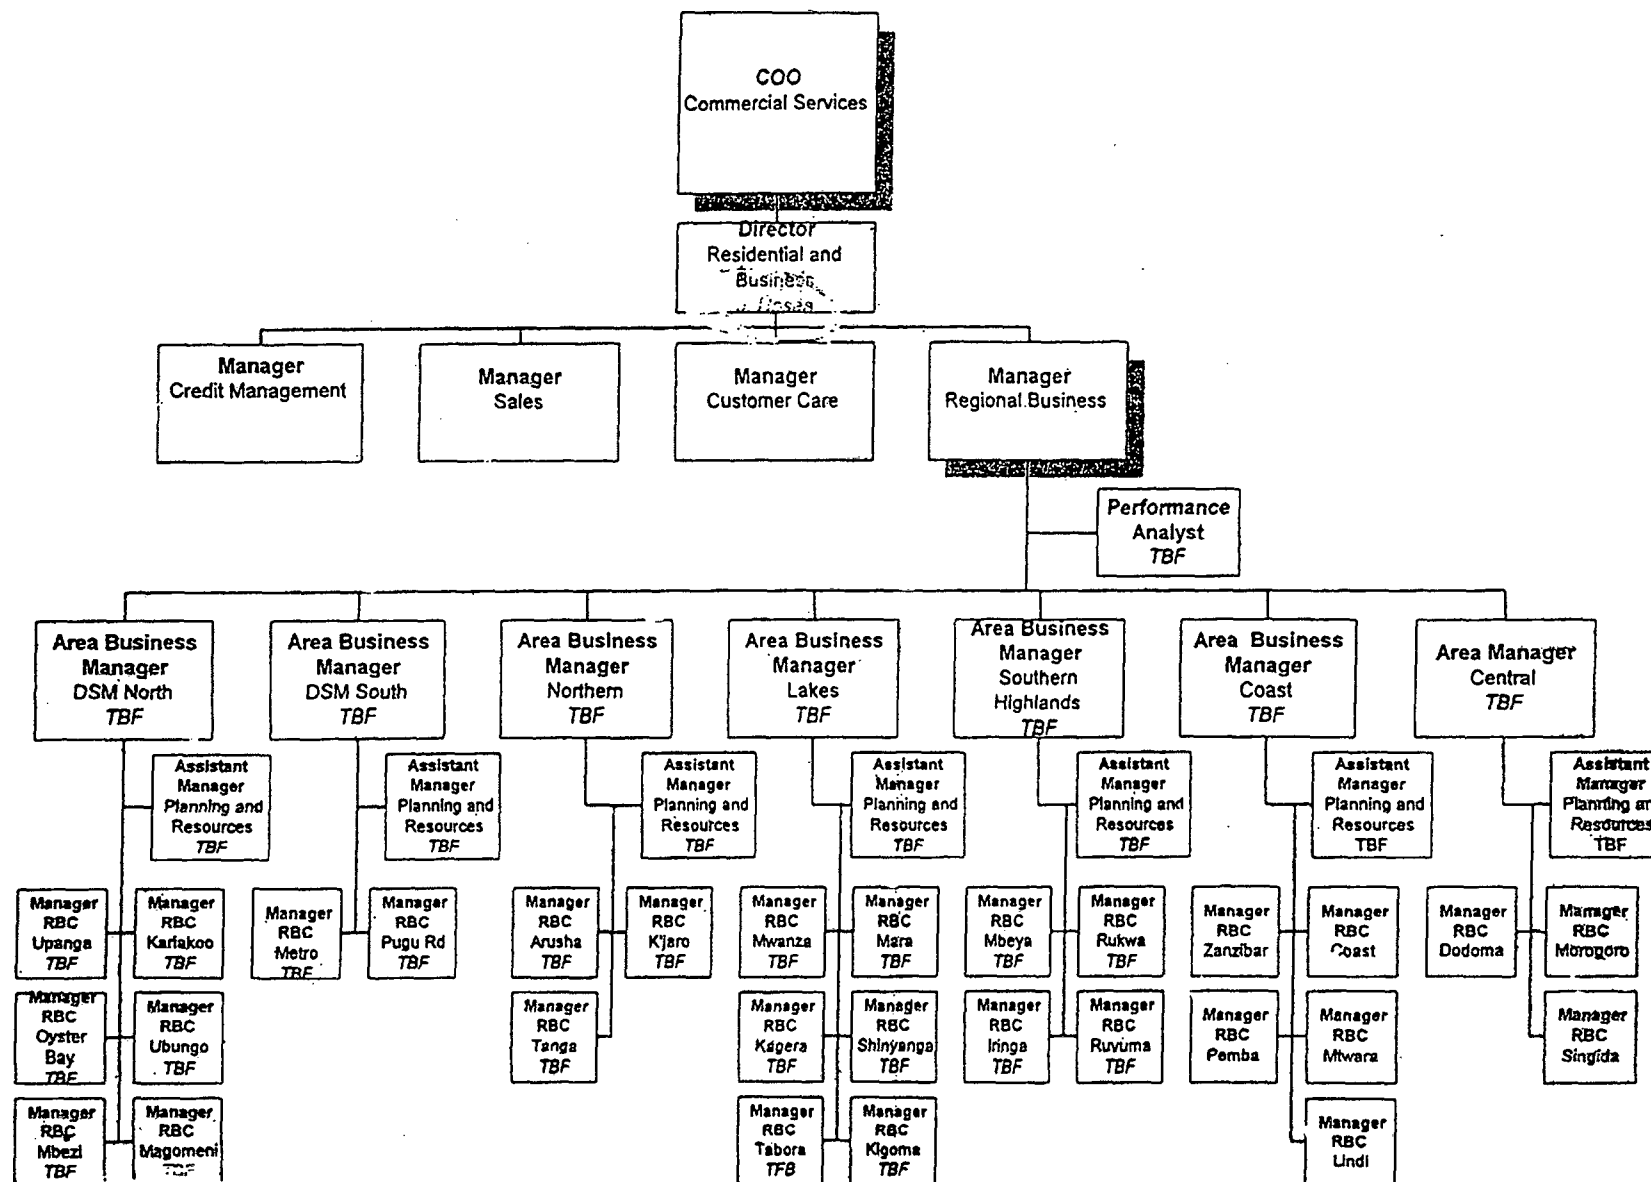 COO
Commercial Services
Director
Residential and
Business
Manager
Credit Management
Manager
Sales
Manager
Customer Care
Manager
Regional Business
Performance
Analyst
TBF
Area Business
Manager
DSM North
TBF
Area Business
Manager
DSM South
TBF
Area Business
Manager
Northern
TBF
Area Business
Manager
Lakes
TBF
Area Business
Manager
Southern
Highlands
TBF
Area Business
Manager
Coast
TBF
Area Manager
Central
TBF
Assistant
Manager
Planning and
Resources
TBF
Assistant
Manager
Planning and
Resources
TBF
Assistant
Manager
Planning and
Resources
TBF
Assistant
Manager
Planning and
Resources
TBF
Assistant
Manager
Planning and
Resources
TBF
Assistant
Manager
Planning and
Resources
TBF
Assistant
Manager
Planning an
Resources
TBF
Manager
RBC
Upanga
TBF
Manager
RBC
Kariakoo
TBF
Manager
RBC
Metro
TBF
Manager
RBC
Pugu Rd
TBF
Manager
RBC
Arusha
TBF
Manager
RBC
K'jaro
TBF
Manager
RBC
Mwanza
TBF
Manager
RBC
Mara
TBF
Manager
RBC
Mbeya
TBF
Manager
RBC
Rukwa
TBF
Manager
RBC
Zanzibar
Manager
RBC
Coast
Manager
RBC
Dodoma
Manager
RBC
Morogoro
Manager
RBC
Oyster
Bay
TBF
Manager
RBC
Ubungo
TBF
Manager
RBC
Tanga
TBF
Manager
RBC
Kagera
TBF
Manager
RBC
Shinyanga
TBF
Manager
RBC
Iringa
TBF
Manager
RBC
Ruvuma
TBF
Manager
RBC
Pemba
Manager
RBC
Mtwara
Manager
RBC
Singida
Manager
RBC
Mbezi
TBF
Manager
RBC
Magomeni
TBF
Manager
RBC
Tabora
TFB
Manager
RBC
Kigoma
TBF
Manager
RBC
Lindi